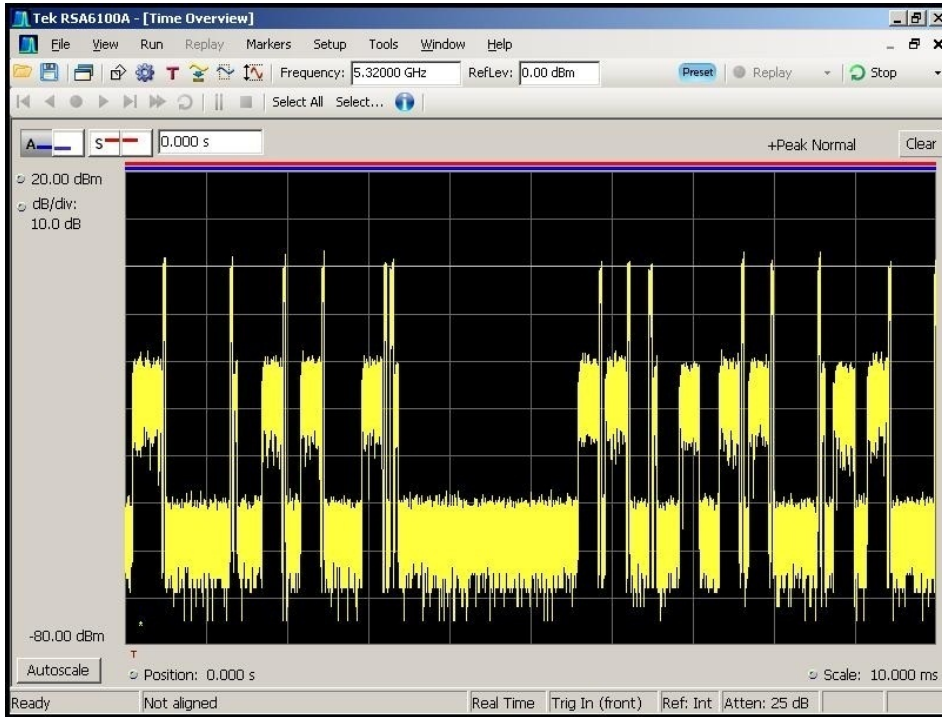 Tek RSA6100A - [Time Overview]
File View Run Replay Markers Setup Tools Window Help
T Frequency: 5.32000 GHz RefLev: 0.00 dBm Preset Replay Stop
Select All Select...
A S 0.000 s +Peak Normal Clear
20.00 dBm
dB/div:
10.0 dB
-80.00 dBm
T
Autoscale Position: 0.000 s Scale: 10.000 ms
Ready Not aligned Real Time Trig In (front) Ref: Int Atten: 25 dB